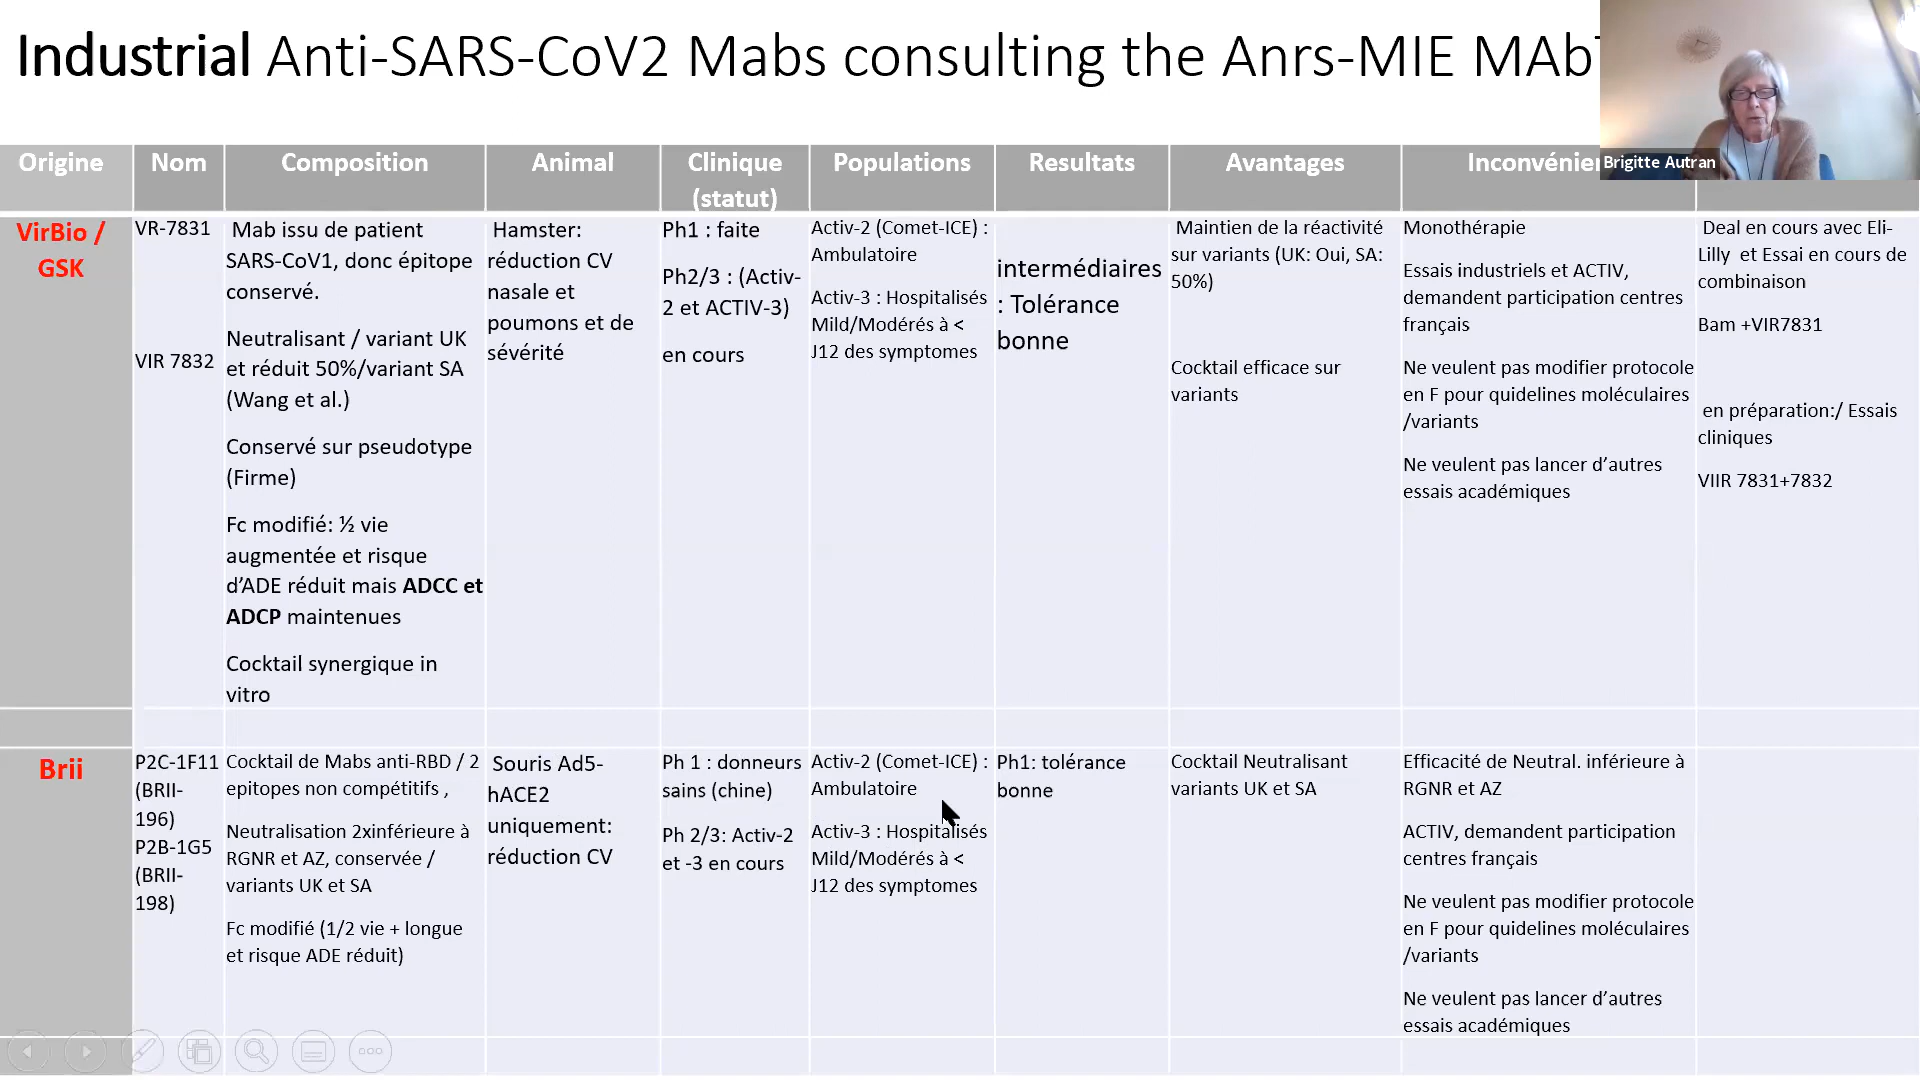 Industrial Anti-SARS-CoV2 Mabs consulting the Anrs-MIE MAb
Brigitte Autran
Origine
Nom
Composition
Animal
Clinique
(statut)
Populations
Resultats
Avantages
Inconvénie
VirBio /
GSK
VR-7831
VIR 7832
Mab issu de patient
SARS-CoV1, donc épitope
conservé.
Neutralisant / variant UK
et réduit 50%/variant SA
(Wang et al.)
Conservé sur pseudotype
(Firme)
Fc modifié: ½ vie
augmentée et risque
d’ADE réduit mais ADCC et
ADCP maintenues
Cocktail synergique in
vitro
Hamster:
réduction CV
nasale et
poumons et de
sévérité
Ph1 : faite
Ph2/3 : (Activ-
2 et ACTIV-3)
en cours
Activ-2 (Comet-ICE) :
Ambulatoire
Activ-3 : Hospitalisés
Mild/Modérés à <
J12 des symptomes
intermédiaires
: Tolérance
bonne
Maintien de la réactivité
sur variants (UK: Oui, SA:
50%)
Cocktail efficace sur
variants
Monothérapie
Essais industriels et ACTIV,
demandent participation centres
français
Ne veulent pas modifier protocole
en F pour quidelines moléculaires
/variants
Ne veulent pas lancer d’autres
essais académiques
Deal en cours avec Eli-
Lilly et Essai en cours de
combinaison
Bam +VIR7831
en préparation:/ Essais
cliniques
VIIR 7831+7832
Brii
P2C-1F11
(BRII-
196)
P2B-1G5
(BRII-
198)
Cocktail de Mabs anti-RBD / 2
epitopes non compétitifs ,
Neutralisation 2xinférieure à
RGNR et AZ, conservée /
variants UK et SA
Fc modifié (1/2 vie + longue
et risque ADE réduit)
Souris Ad5-
hACE2
uniquement:
réduction CV
Ph 1 : donneurs
sains (chine)
Ph 2/3: Activ-2
et -3 en cours
Activ-2 (Comet-ICE) :
Ambulatoire
Activ-3 : Hospitalisés
Mild/Modérés à <
J12 des symptomes
Ph1: tolérance
bonne
Cocktail Neutralisant
variants UK et SA
Efficacité de Neutral. inférieure à
RGNR et AZ
ACTIV, demandent participation
centres français
Ne veulent pas modifier protocole
en F pour quidelines moléculaires
/variants
Ne veulent pas lancer d’autres
essais académiques